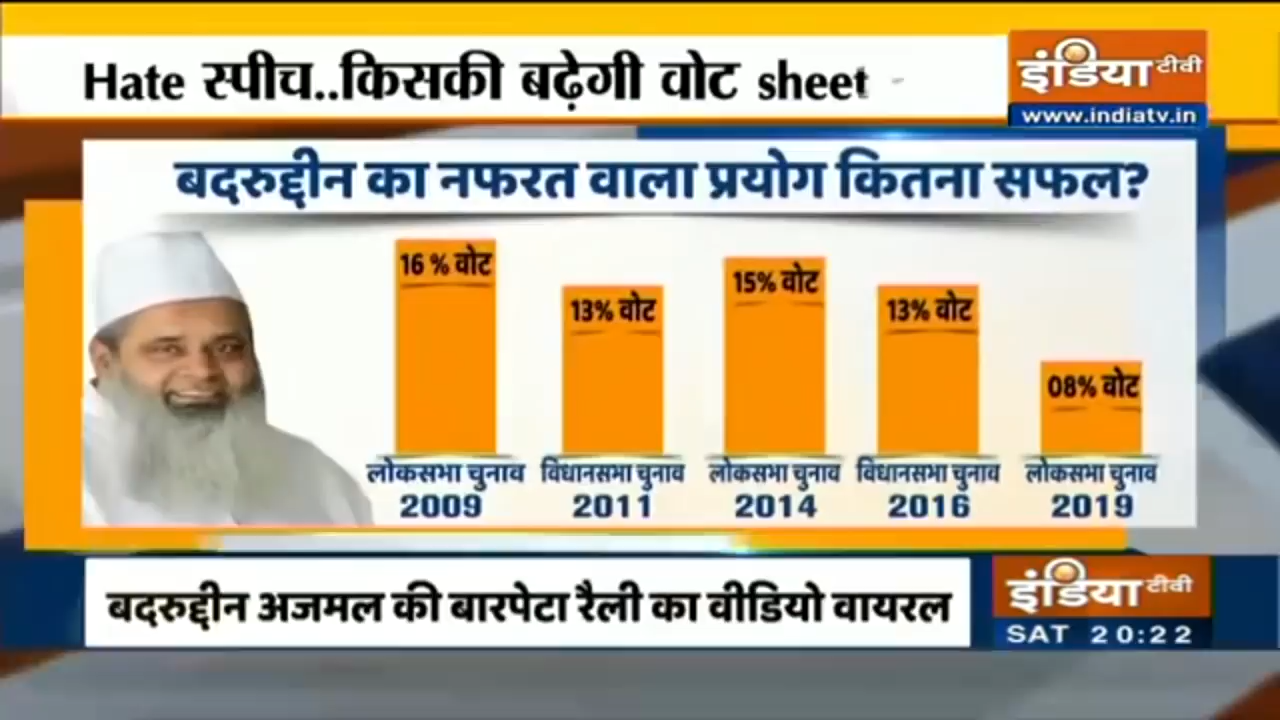 Hate स्पीच..किसकी बढ़ेगी वोट sheet
इंडिया टीवी
www.indiatv.in
बदरुद्दीन का नफरत वाला प्रयोग कितना सफल?
16 % वोट
13% वोट
15% वोट
13% वोट
08% वोट
लोकसभा चुनाव 2009
विधानसभा चुनाव 2011
लोकसभा चुनाव 2014
विधानसभा चुनाव 2016
लोकसभा चुनाव 2019
बदरुद्दीन अजमल की बारपेटा रैली का वीडियो वायरल
इंडिया टीवी
SAT 20:22